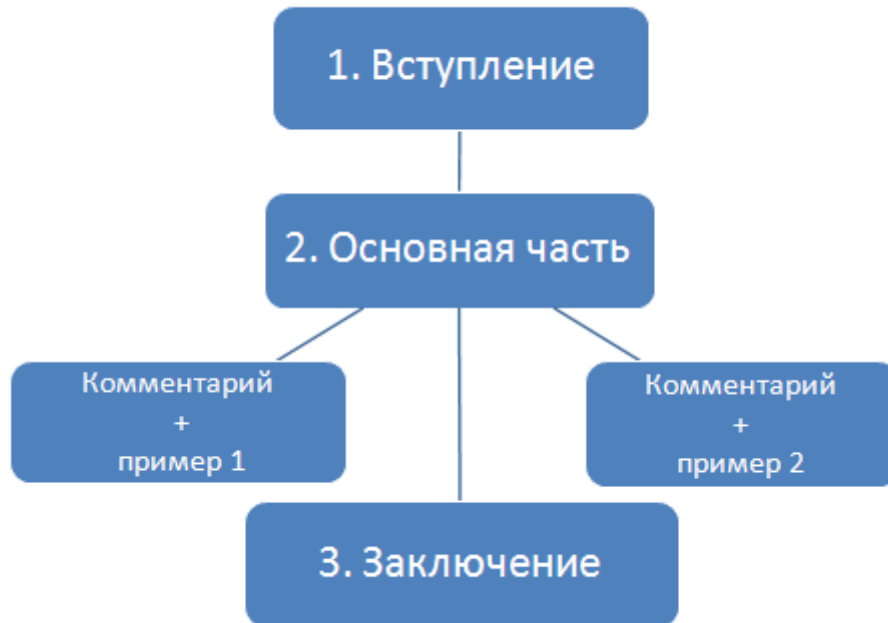 1. Вступление
2. Основная часть
Комментарий
+
пример 1
Комментарий
+
пример 2
3. Заключение